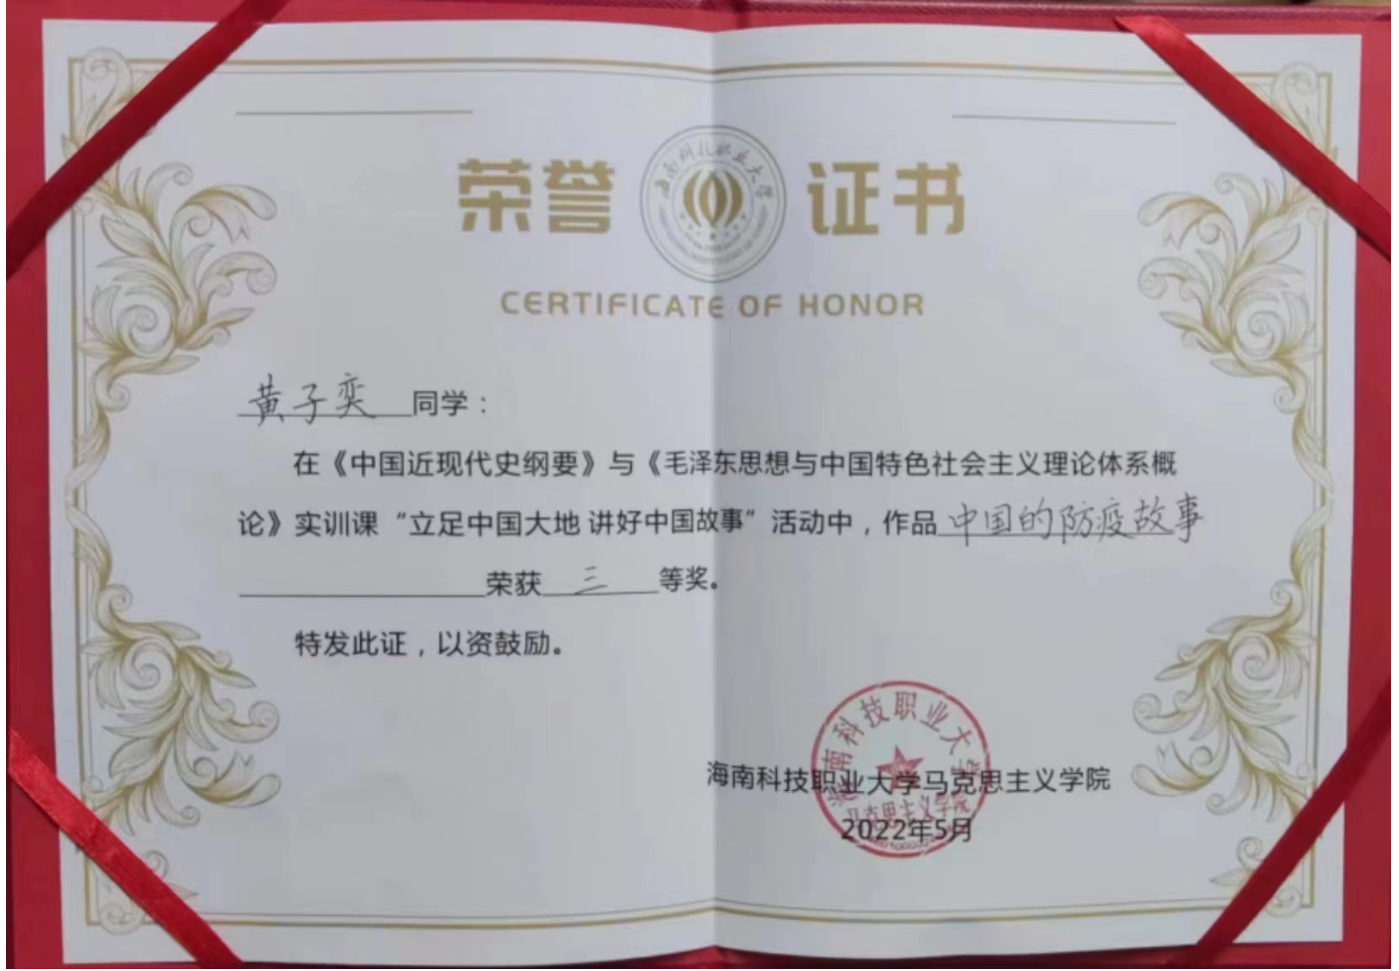 荣誉 证书
海南科技职业大学
CERTIFICATE OF HONOR
黄子奕同学：
在《中国近现代史纲要》与《毛泽东思想与中国特色社会主义理论体系概
论》实训课“立足中国大地 讲好中国故事”活动中，作品中国的防疫故事
荣获三等奖。
特发此证，以资鼓励。
海南科技职业大学
海南科技职业大学马克思主义学院
马克思主义学院
2022年5月